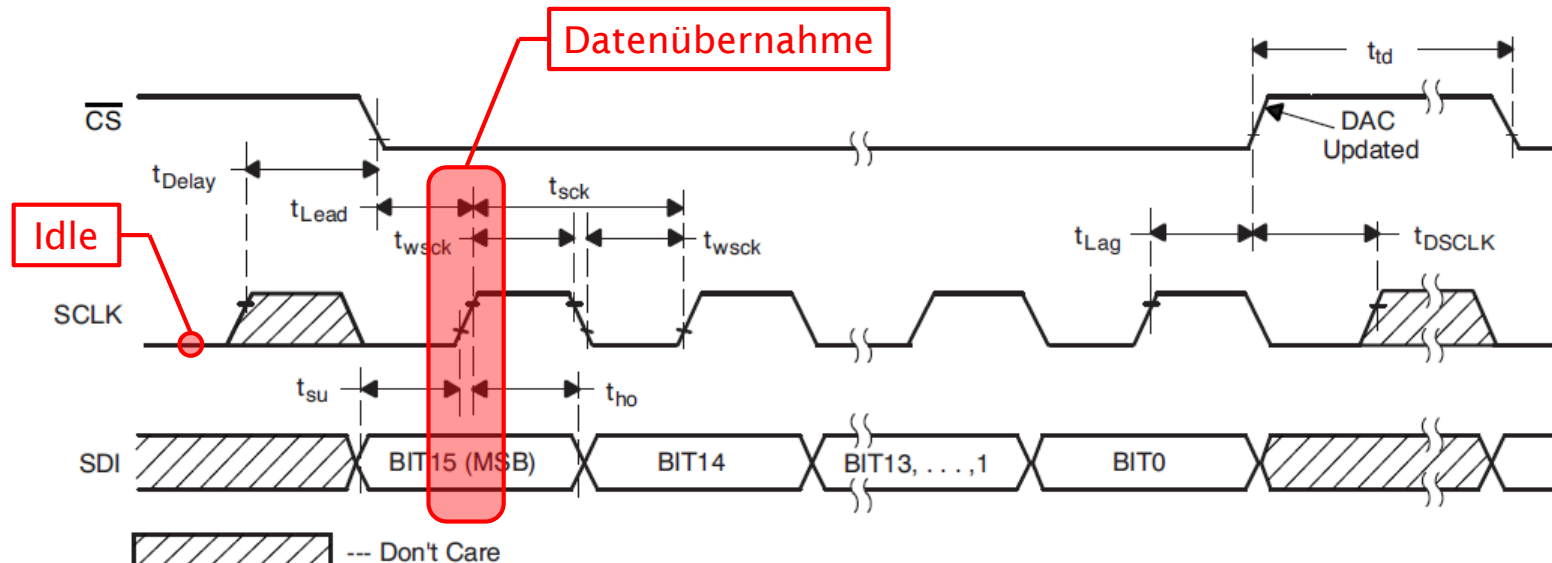 Datenübernahme
t_td
CS
DAC
Updated
t_Delay
t_Lead
t_sck
Idle
t_wsck
t_wsck
t_Lag
t_DSCLK
SCLK
t_su
t_ho
SDI
BIT15 (MSB)
BIT14
BIT13, . . . ,1
BIT0
--- Don't Care